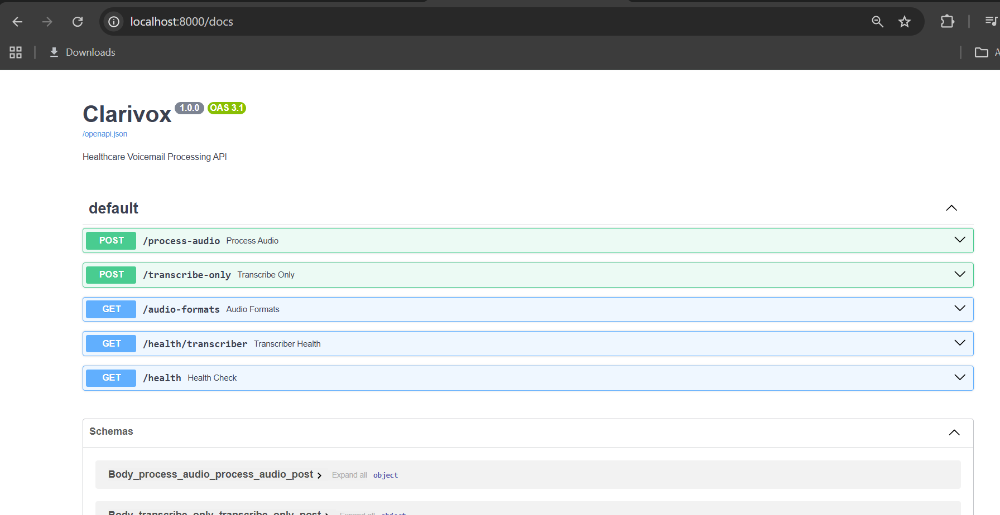 localhost:8000/docs
Downloads
Clarivox 1.0.0 OAS 3.1
/openapi.json
Healthcare Voicemail Processing API
default
POST /process-audio Process Audio
POST /transcribe-only Transcribe Only
GET /audio-formats Audio Formats
GET /health/transcriber Transcriber Health
GET /health Health Check
Schemas
Body_process_audio_process_audio_post Expand all object
Body_transcribe_only_transcribe_only_post Expand all object